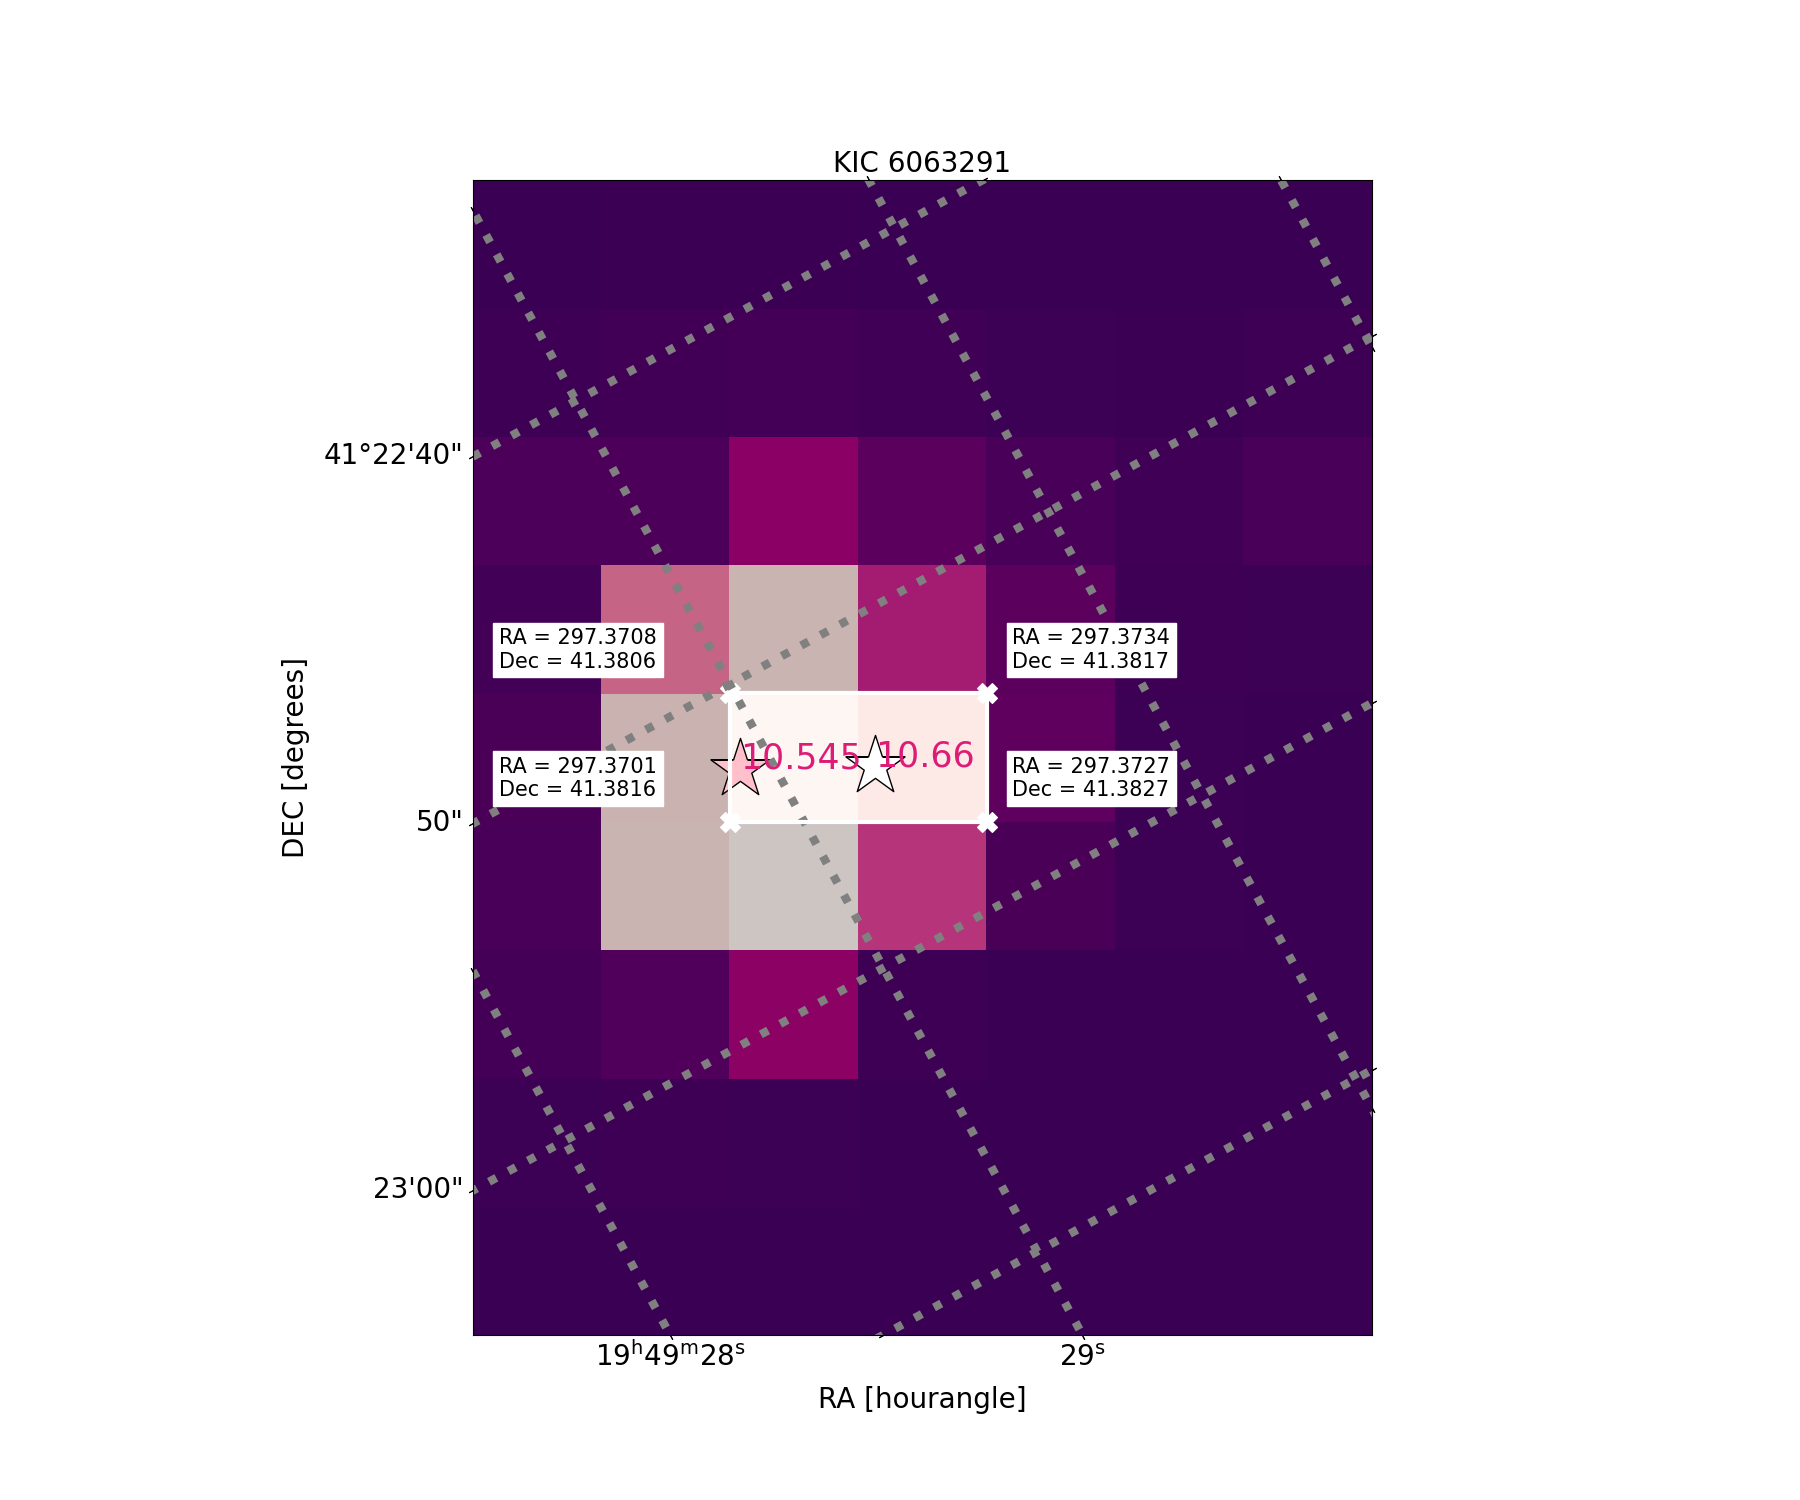 KIC 6063291
41°22'40"
RA = 297.3708
Dec = 41.3806
RA = 297.3734
Dec = 41.3817
10.545
10.66
RA = 297.3701
Dec = 41.3816
RA = 297.3727
Dec = 41.3827
DEC [degrees]
50"
23'00"
19ʰ49ᵐ28ˢ
29ˢ
RA [hourangle]